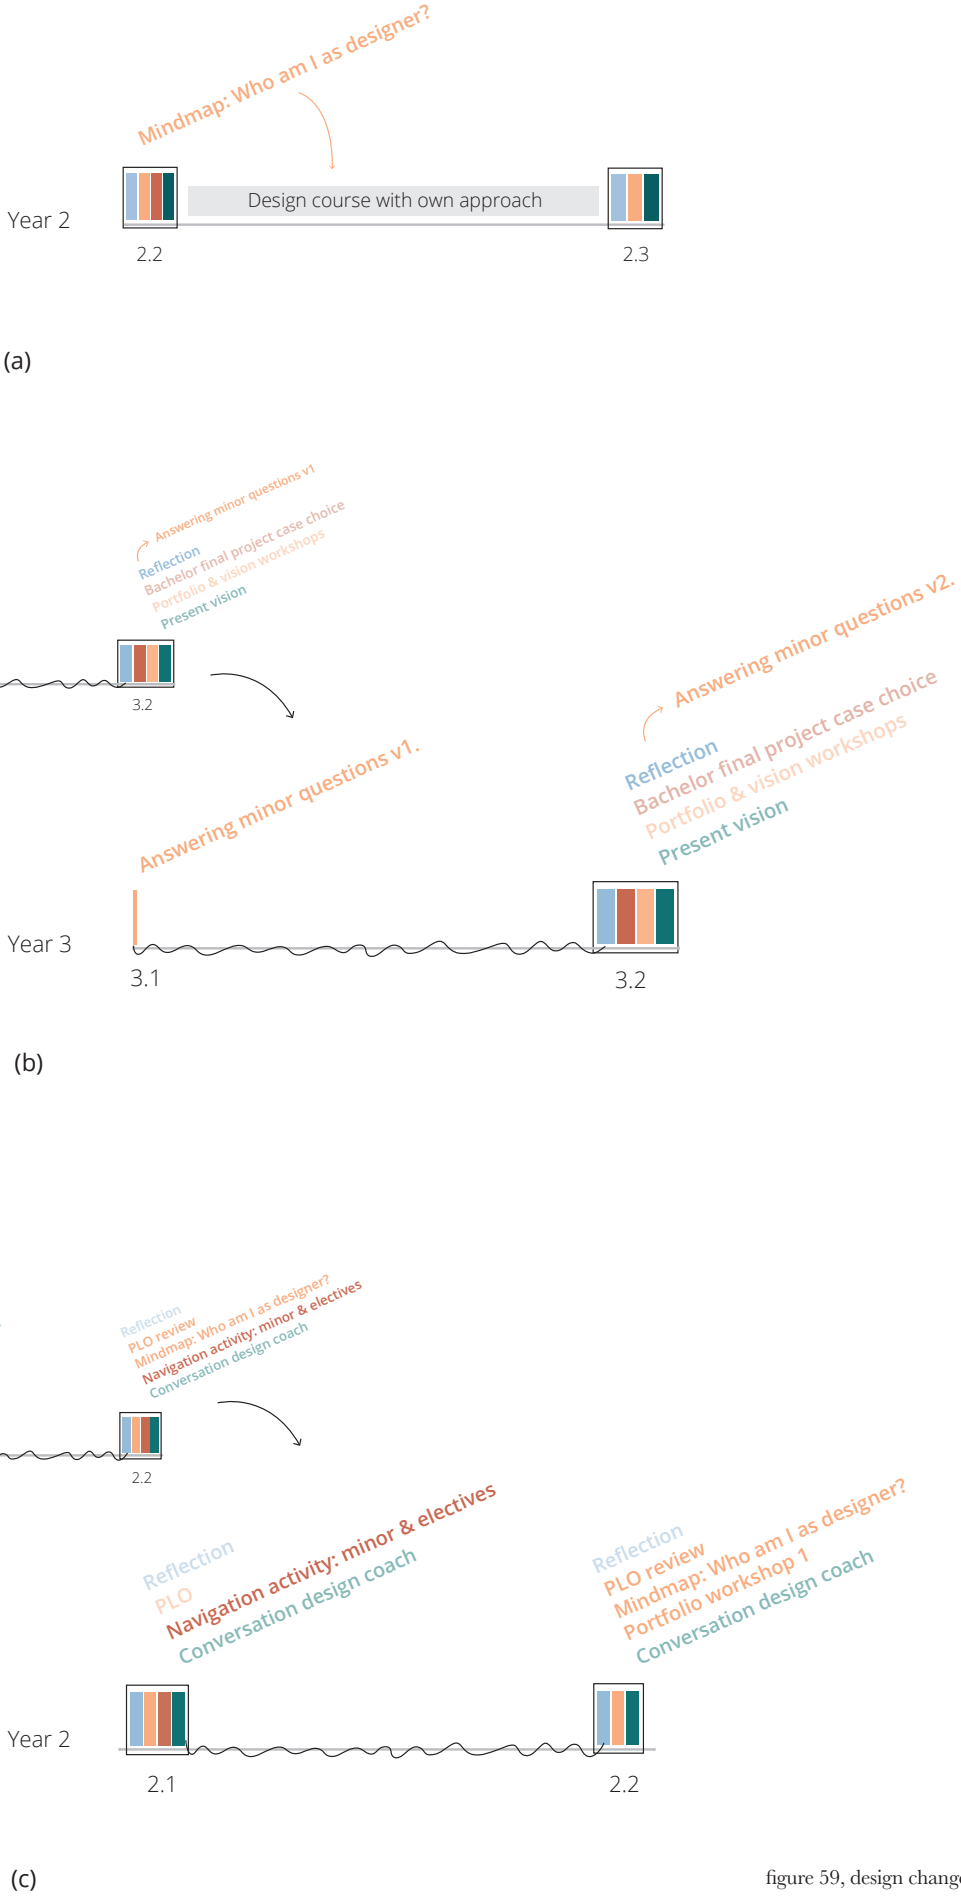 Mindmap: Who am I as designer?
Design course with own approach
Year 2
2.2
2.3
(a)
Answering minor questions v1
Reflection
Bachelor final project case choice
Portfolio & vision workshops
Present vision
3.2
Answering minor questions v1.
Answering minor questions v2.
Reflection
Bachelor final project case choice
Portfolio & vision workshops
Present vision
Year 3
3.1
3.2
(b)
Reflection
PLO review
Mindmap: Who am I as designer?
Navigation activity: minor & electives
Conversation design coach
2.2
Reflection
PLO
Navigation activity: minor & electives
Conversation design coach
Reflection
PLO review
Mindmap: Who am I as designer?
Portfolio workshop 1
Conversation design coach
Year 2
2.1
2.2
(c)
figure 59, design change